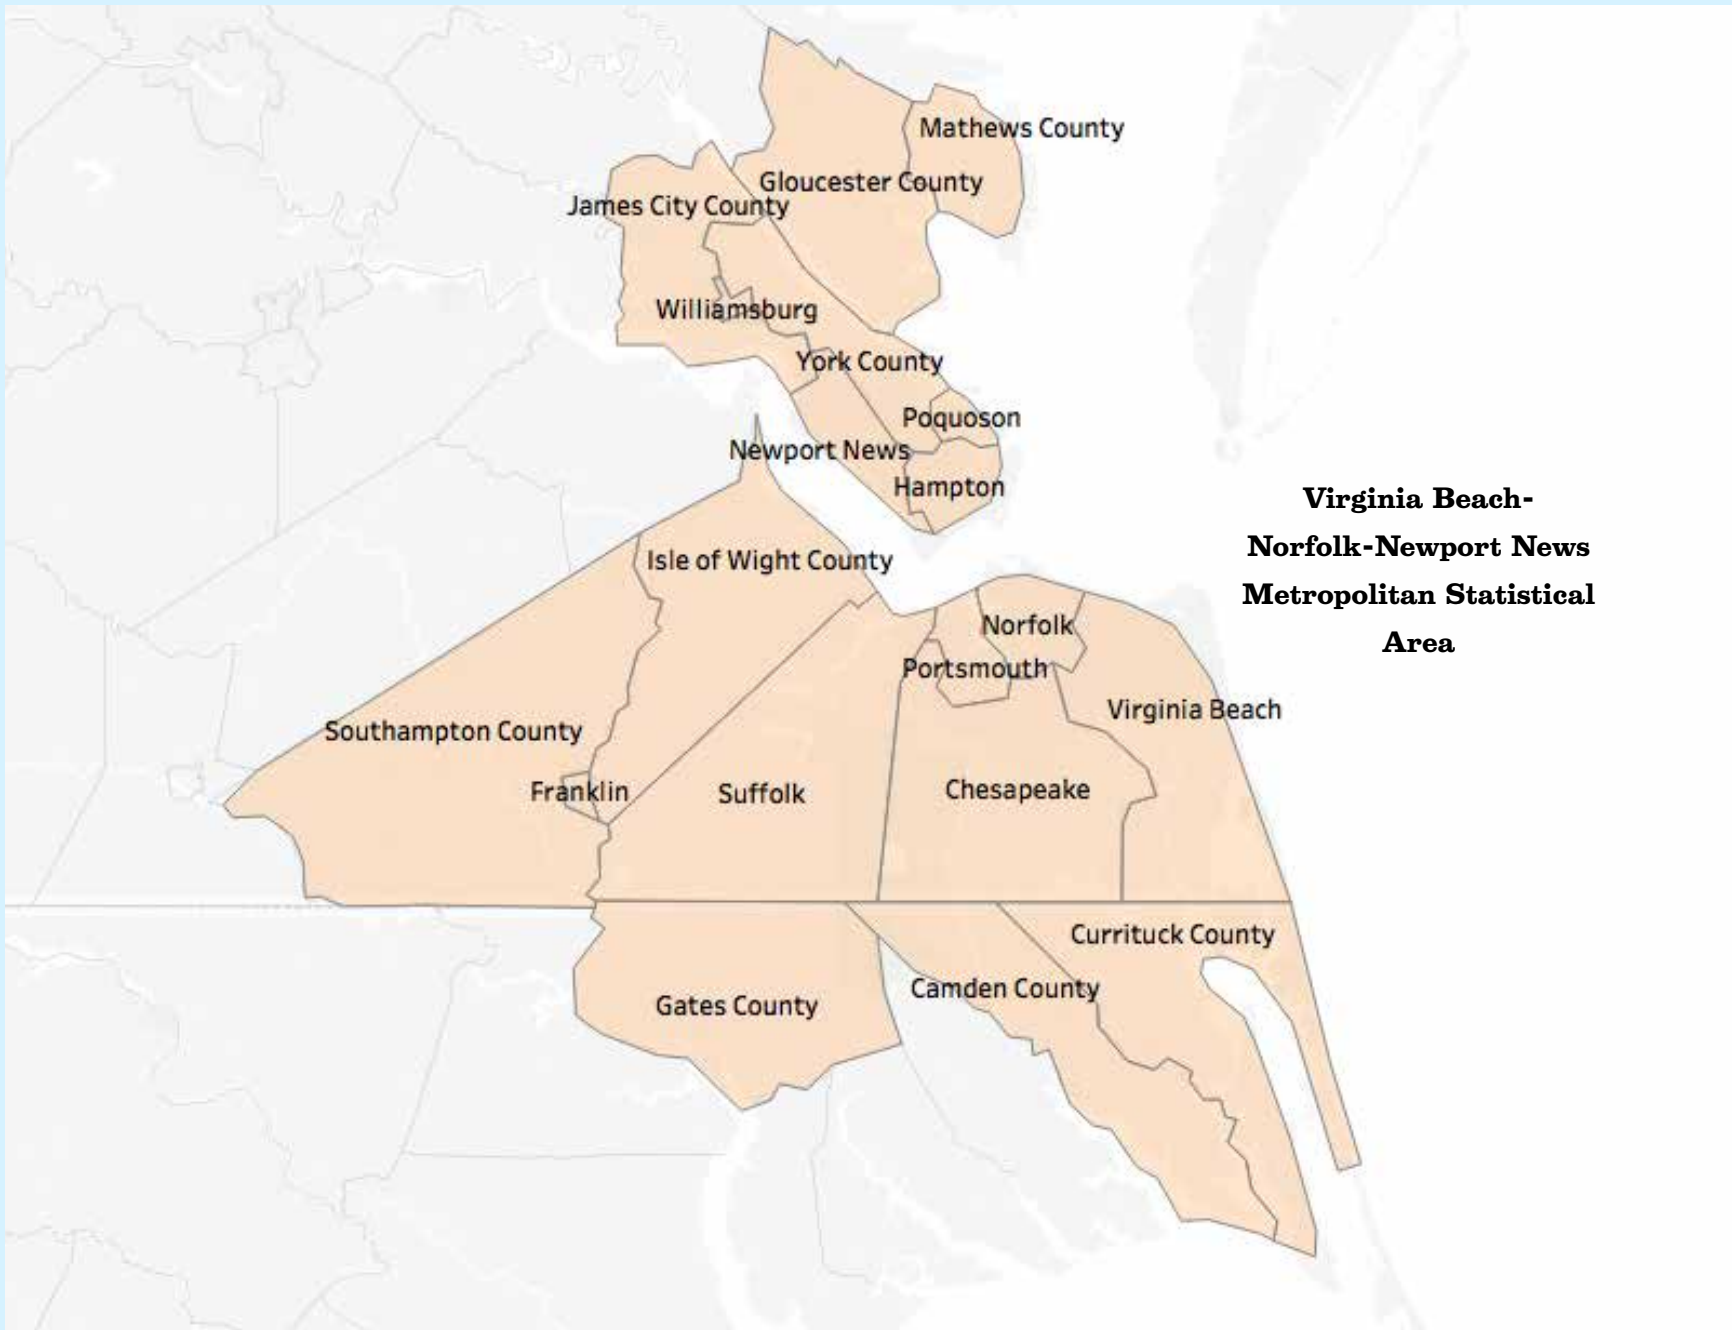 Mathews County
Gloucester County
James City County
Williamsburg
York County
Poquoson
Newport News
Hampton
Virginia Beach-
Norfolk-Newport News
Metropolitan Statistical
Area
Isle of Wight County
Norfolk
Portsmouth
Virginia Beach
Southampton County
Franklin
Suffolk
Chesapeake
Currituck County
Camden County
Gates County